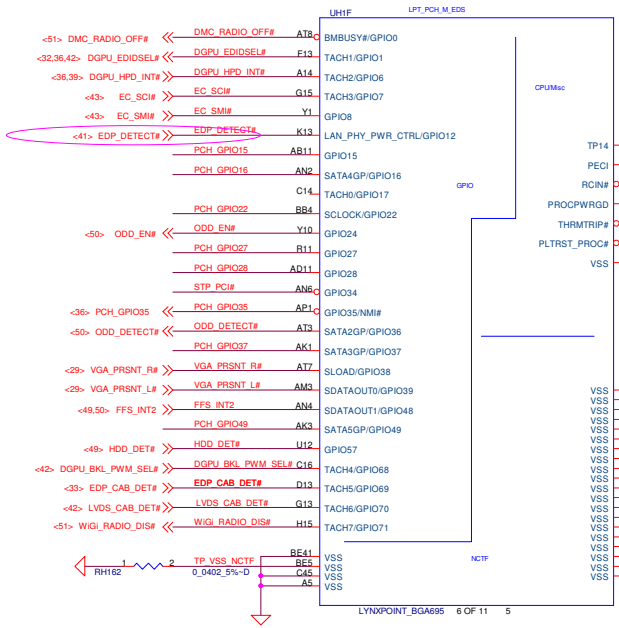 UH1F LPT_PCH_M_EDS
<51> DMC_RADIO_OFF# DMC_RADIO_OFF# AT8 BMBUSY#/GPIO0
<32,36,42> DGPU_EDIDSEL# DGPU_EDIDSEL# F13 TACH1/GPIO1
<36,39> DGPU_HPD_INT# DGPU_HPD_INT# A14 TACH2/GPIO6
CPU/Misc
<43> EC_SCI# EC_SCI# G15 TACH3/GPIO7
<43> EC_SMI# EC_SMI# Y1 GPIO8
<41> EDP_DETECT# EDP_DETECT# K13 LAN_PHY_PWR_CTRL/GPIO12
TP14
PCH_GPIO15 AB11 GPIO15
PECI
PCH_GPIO16 AN2 SATA4GP/GPIO16
GPIO RCIN#
C14 TACH0/GPIO17
PROCPWRGD
PCH_GPIO22 BB4 SCLOCK/GPIO22
THRMTRIP#
<50> ODD_EN# ODD_EN# Y10 GPIO24
PLTRST_PROC#
PCH_GPIO27 R11 GPIO27
VSS
PCH_GPIO28 AD11 GPIO28
STP_PCI# AN6 GPIO34
<36> PCH_GPIO35 PCH_GPIO35 AP1 GPIO35/NMI#
<50> ODD_DETECT# ODD_DETECT# AT3 SATA2GP/GPIO36
PCH_GPIO37 AK1 SATA3GP/GPIO37
<29> VGA_PRSNT_R# VGA_PRSNT_R# AT7 SLOAD/GPIO38
<29> VGA_PRSNT_L# VGA_PRSNT_L# AM3 SDATAOUT0/GPIO39 VSS
VSS
<49,50> FFS_INT2 FFS_INT2 AN4 SDATAOUT1/GPIO48 VSS
VSS
PCH_GPIO49 AK3 SATA5GP/GPIO49 VSS
VSS
<49> HDD_DET# HDD_DET# U12 GPIO57 VSS
VSS
<42> DGPU_BKL_PWM_SEL# DGPU_BKL_PWM_SEL# C16 TACH4/GPIO68 VSS
VSS
<33> EDP_CAB_DET# EDP_CAB_DET# D13 TACH5/GPIO69 VSS
VSS
<42> LVDS_CAB_DET# LVDS_CAB_DET# G13 TACH6/GPIO70 VSS
VSS
<51> WiGi_RADIO_DIS# WiGi_RADIO_DIS# H15 TACH7/GPIO71 VSS
VSS
VSS
BE41 VSS NCTF VSS
1 2 TP_VSS_NCTF BE5 VSS VSS
RH162 0_0402_5%~D C45 VSS VSS
A5 VSS
LYNXPOINT_BGA695 6 OF 11 5